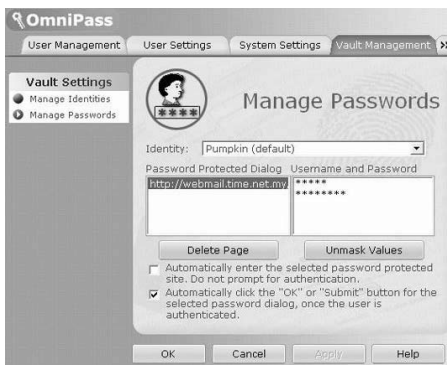 OmniPass
User Management User Settings System Settings Vault Management
Vault Settings
Manage Identities
Manage Passwords
****
Manage Passwords
Identity: Pumpkin (default)
Password Protected Dialog Username and Password
http://webmail.time.net.my *****
********
Delete Page Unmask Values
Automatically enter the selected password protected
site. Do not prompt for authentication.
Automatically click the "OK" or "Submit" button for the
selected password dialog, once the user is
authenticated.
OK Cancel Apply Help